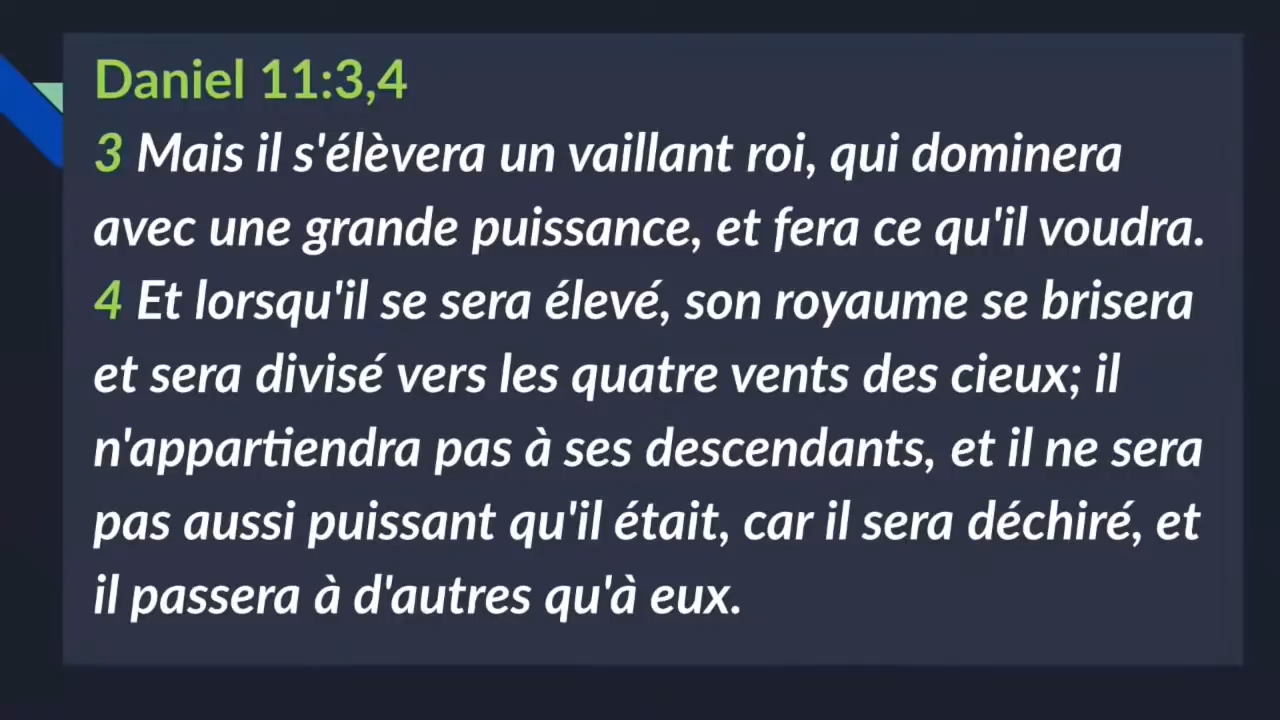 Daniel 11:3,4
3 Mais il s'élèvera un vaillant roi, qui dominera
avec une grande puissance, et fera ce qu'il voudra.
4 Et lorsqu'il se sera élevé, son royaume se brisera
et sera divisé vers les quatre vents des cieux; il
n'appartiendra pas à ses descendants, et il ne sera
pas aussi puissant qu'il était, car il sera déchiré, et
il passera à d'autres qu'à eux.